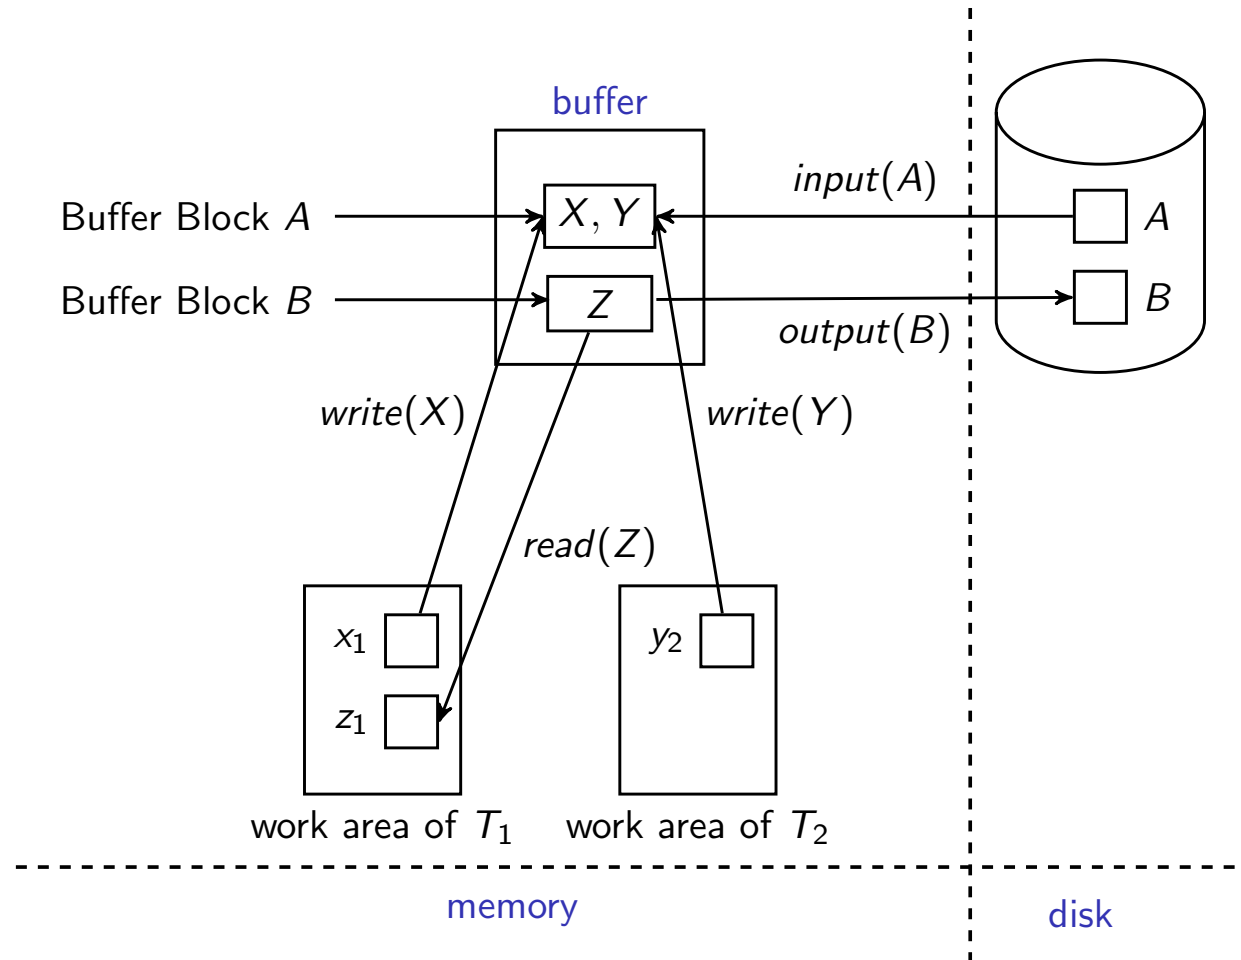 buffer
input(A)
Buffer Block A
X, Y
A
Buffer Block B
Z
B
output(B)
write(X)
write(Y)
read(Z)
x₁
y₂
z₁
work area of T₁
work area of T₂
memory
disk